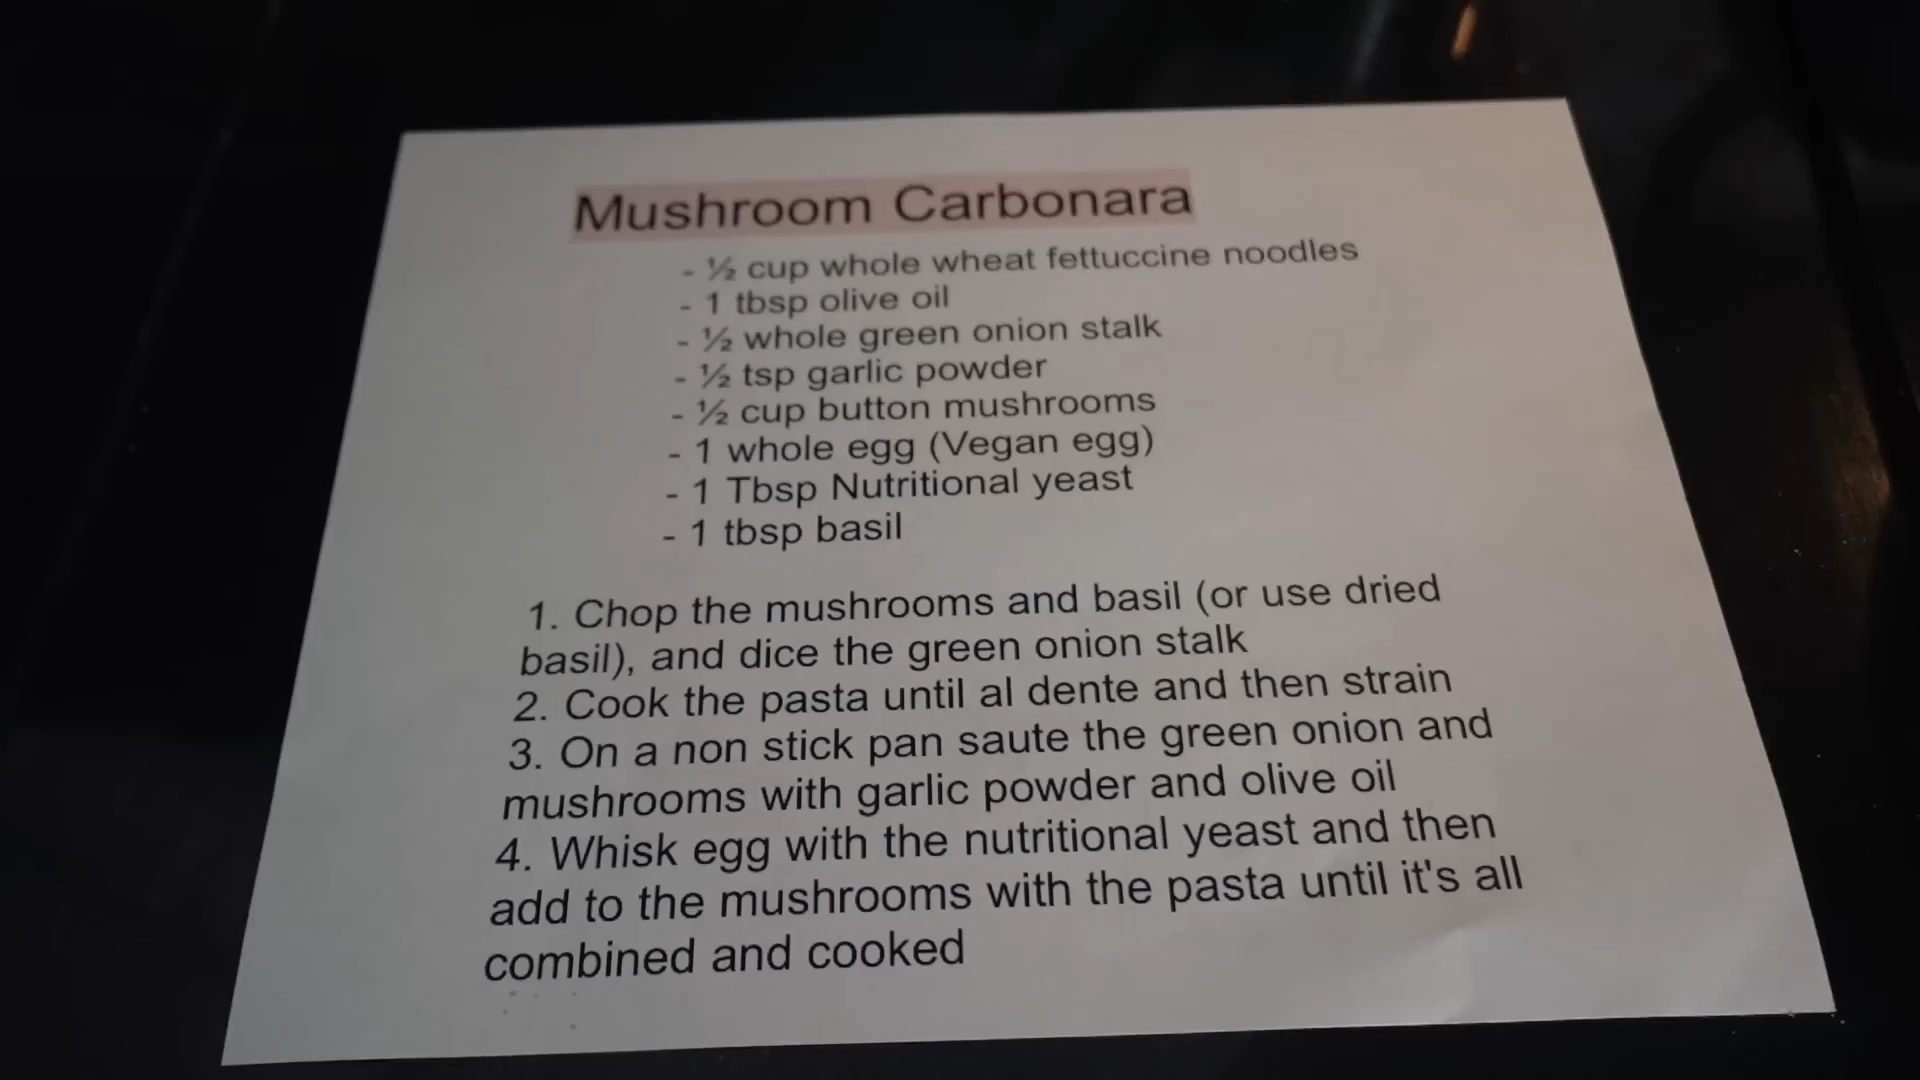 Mushroom Carbonara
- ½ cup whole wheat fettuccine noodles
- 1 tbsp olive oil
- ½ whole green onion stalk
- ½ tsp garlic powder
- ½ cup button mushrooms
- 1 whole egg (Vegan egg)
- 1 Tbsp Nutritional yeast
- 1 tbsp basil
1. Chop the mushrooms and basil (or use dried
basil), and dice the green onion stalk
2. Cook the pasta until al dente and then strain
3. On a non stick pan saute the green onion and
mushrooms with garlic powder and olive oil
4. Whisk egg with the nutritional yeast and then
add to the mushrooms with the pasta until it's all
combined and cooked